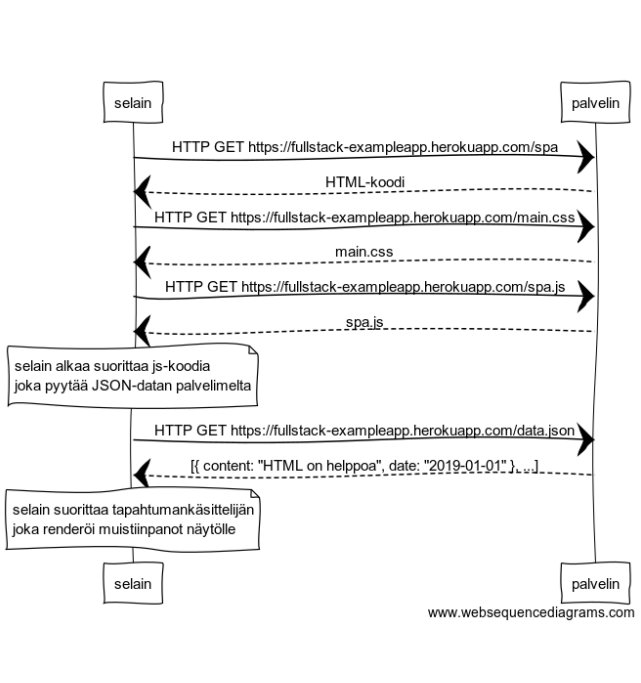 selain
palvelin
HTTP GET https://fullstack-exampleapp.herokuapp.com/spa
HTML-koodi
HTTP GET https://fullstack-exampleapp.herokuapp.com/main.css
main.css
HTTP GET https://fullstack-exampleapp.herokuapp.com/spa.js
spa.js
selain alkaa suorittaa js-koodia
joka pyytää JSON-datan palvelimelta
HTTP GET https://fullstack-exampleapp.herokuapp.com/data.json
[{ content: "HTML on helppoa", date: "2019-01-01" }, ...]
selain suorittaa tapahtumankäsittelijän
joka renderöi muistiinpanot näytölle
selain
palvelin
www.websequencediagrams.com